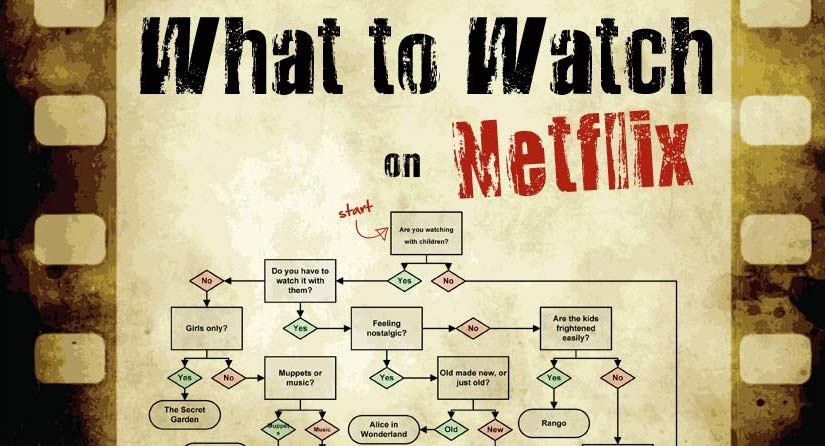 What to Watch
on Netflix
start
Are you watching
with children?
Yes
No
Do you have to
watch it with
them?
No
Yes
Girls only?
Feeling
nostalgic?
No
Are the kids
frightened
easily?
Yes
No
Muppets or
music?
Yes
Old made new, or
just old?
Yes
No
The Secret
Garden
Muppet
s
Music
Alice in
Wonderland
Old
New
Rango